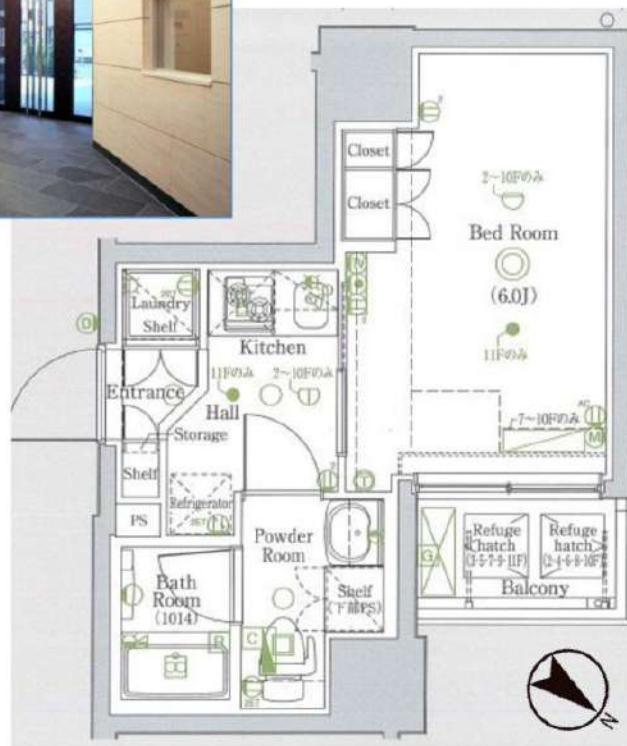 Closet
2~10Fのみ
Closet
Bed Room
(6.0J)
Laundry
Shelf
Kitchen
11Fのみ
11Fのみ
2~10Fのみ
Entrance
Hall
AC
7~10Fのみ
M
Storage
Shelf
Refrigerator
T
PS
Powder
Room
G
Refuge
hatch
(3·5·7·9·11F)
Refuge
hatch
(2·4·6·8·10F)
Balcony
Bath
Room
(1014)
Shelf
(下部PS)
R
C
N